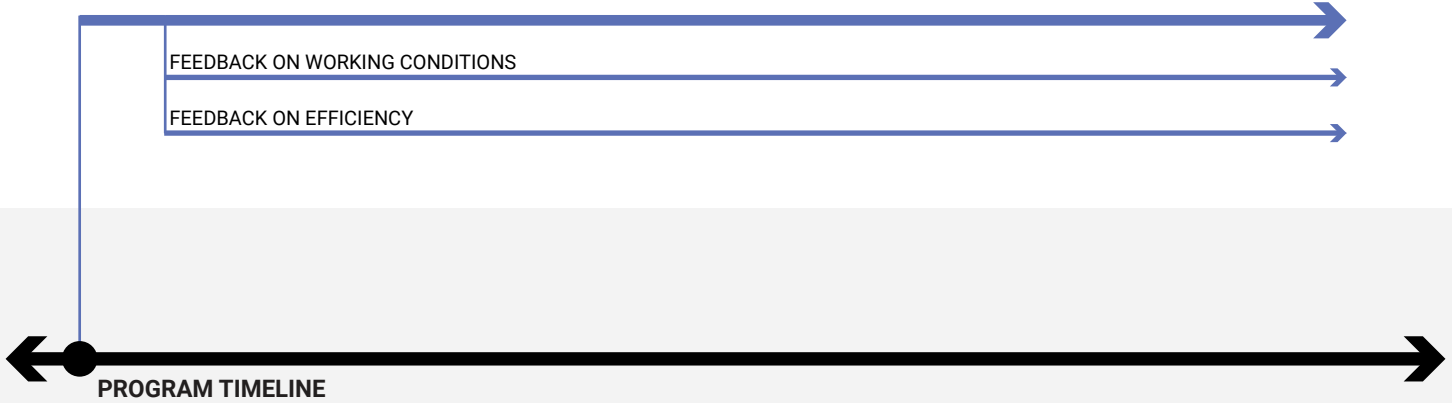 FEEDBACK ON WORKING CONDITIONS
FEEDBACK ON EFFICIENCY
PROGRAM TIMELINE